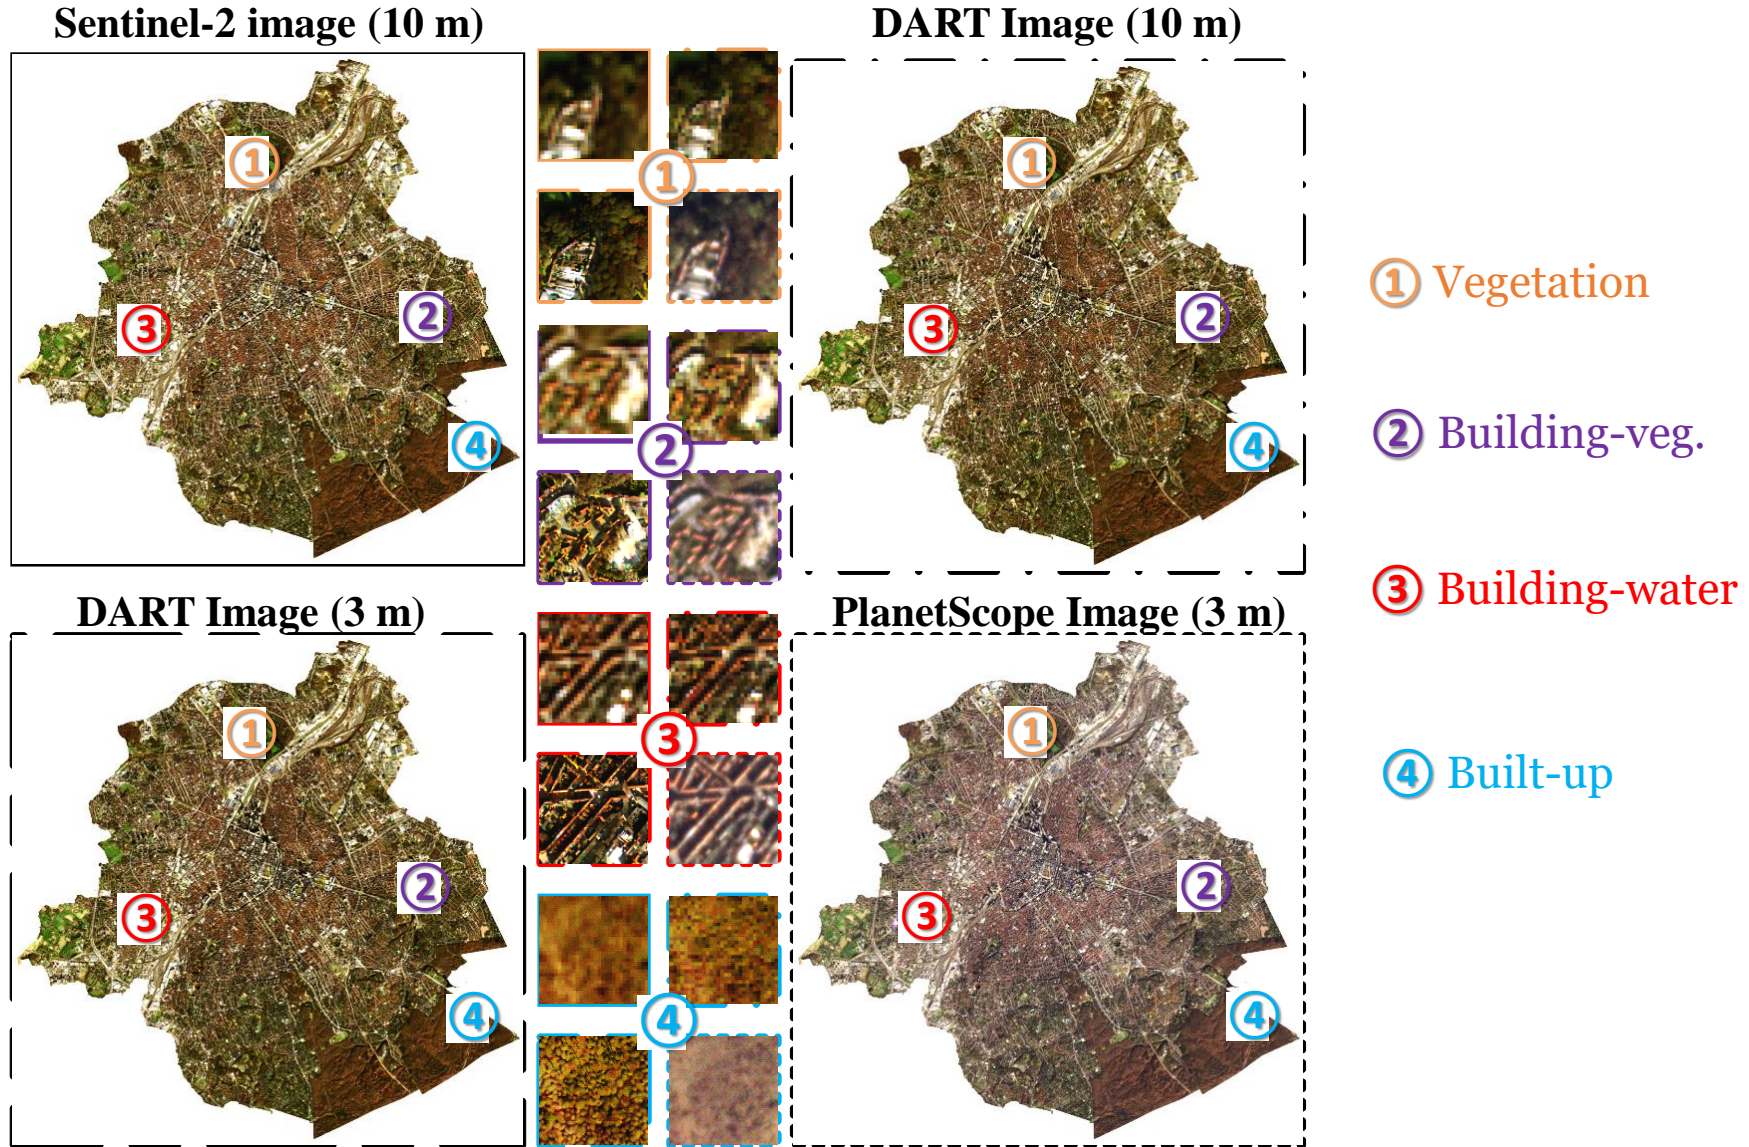 Sentinel-2 image (10 m)
DART Image (10 m)
1
1
1
2
3
3
2
4
4
2
1 Vegetation
2 Building-veg.
3 Building-water
4 Built-up
DART Image (3 m)
PlanetScope Image (3 m)
1
1
3
2
2
3
3
4
4
4